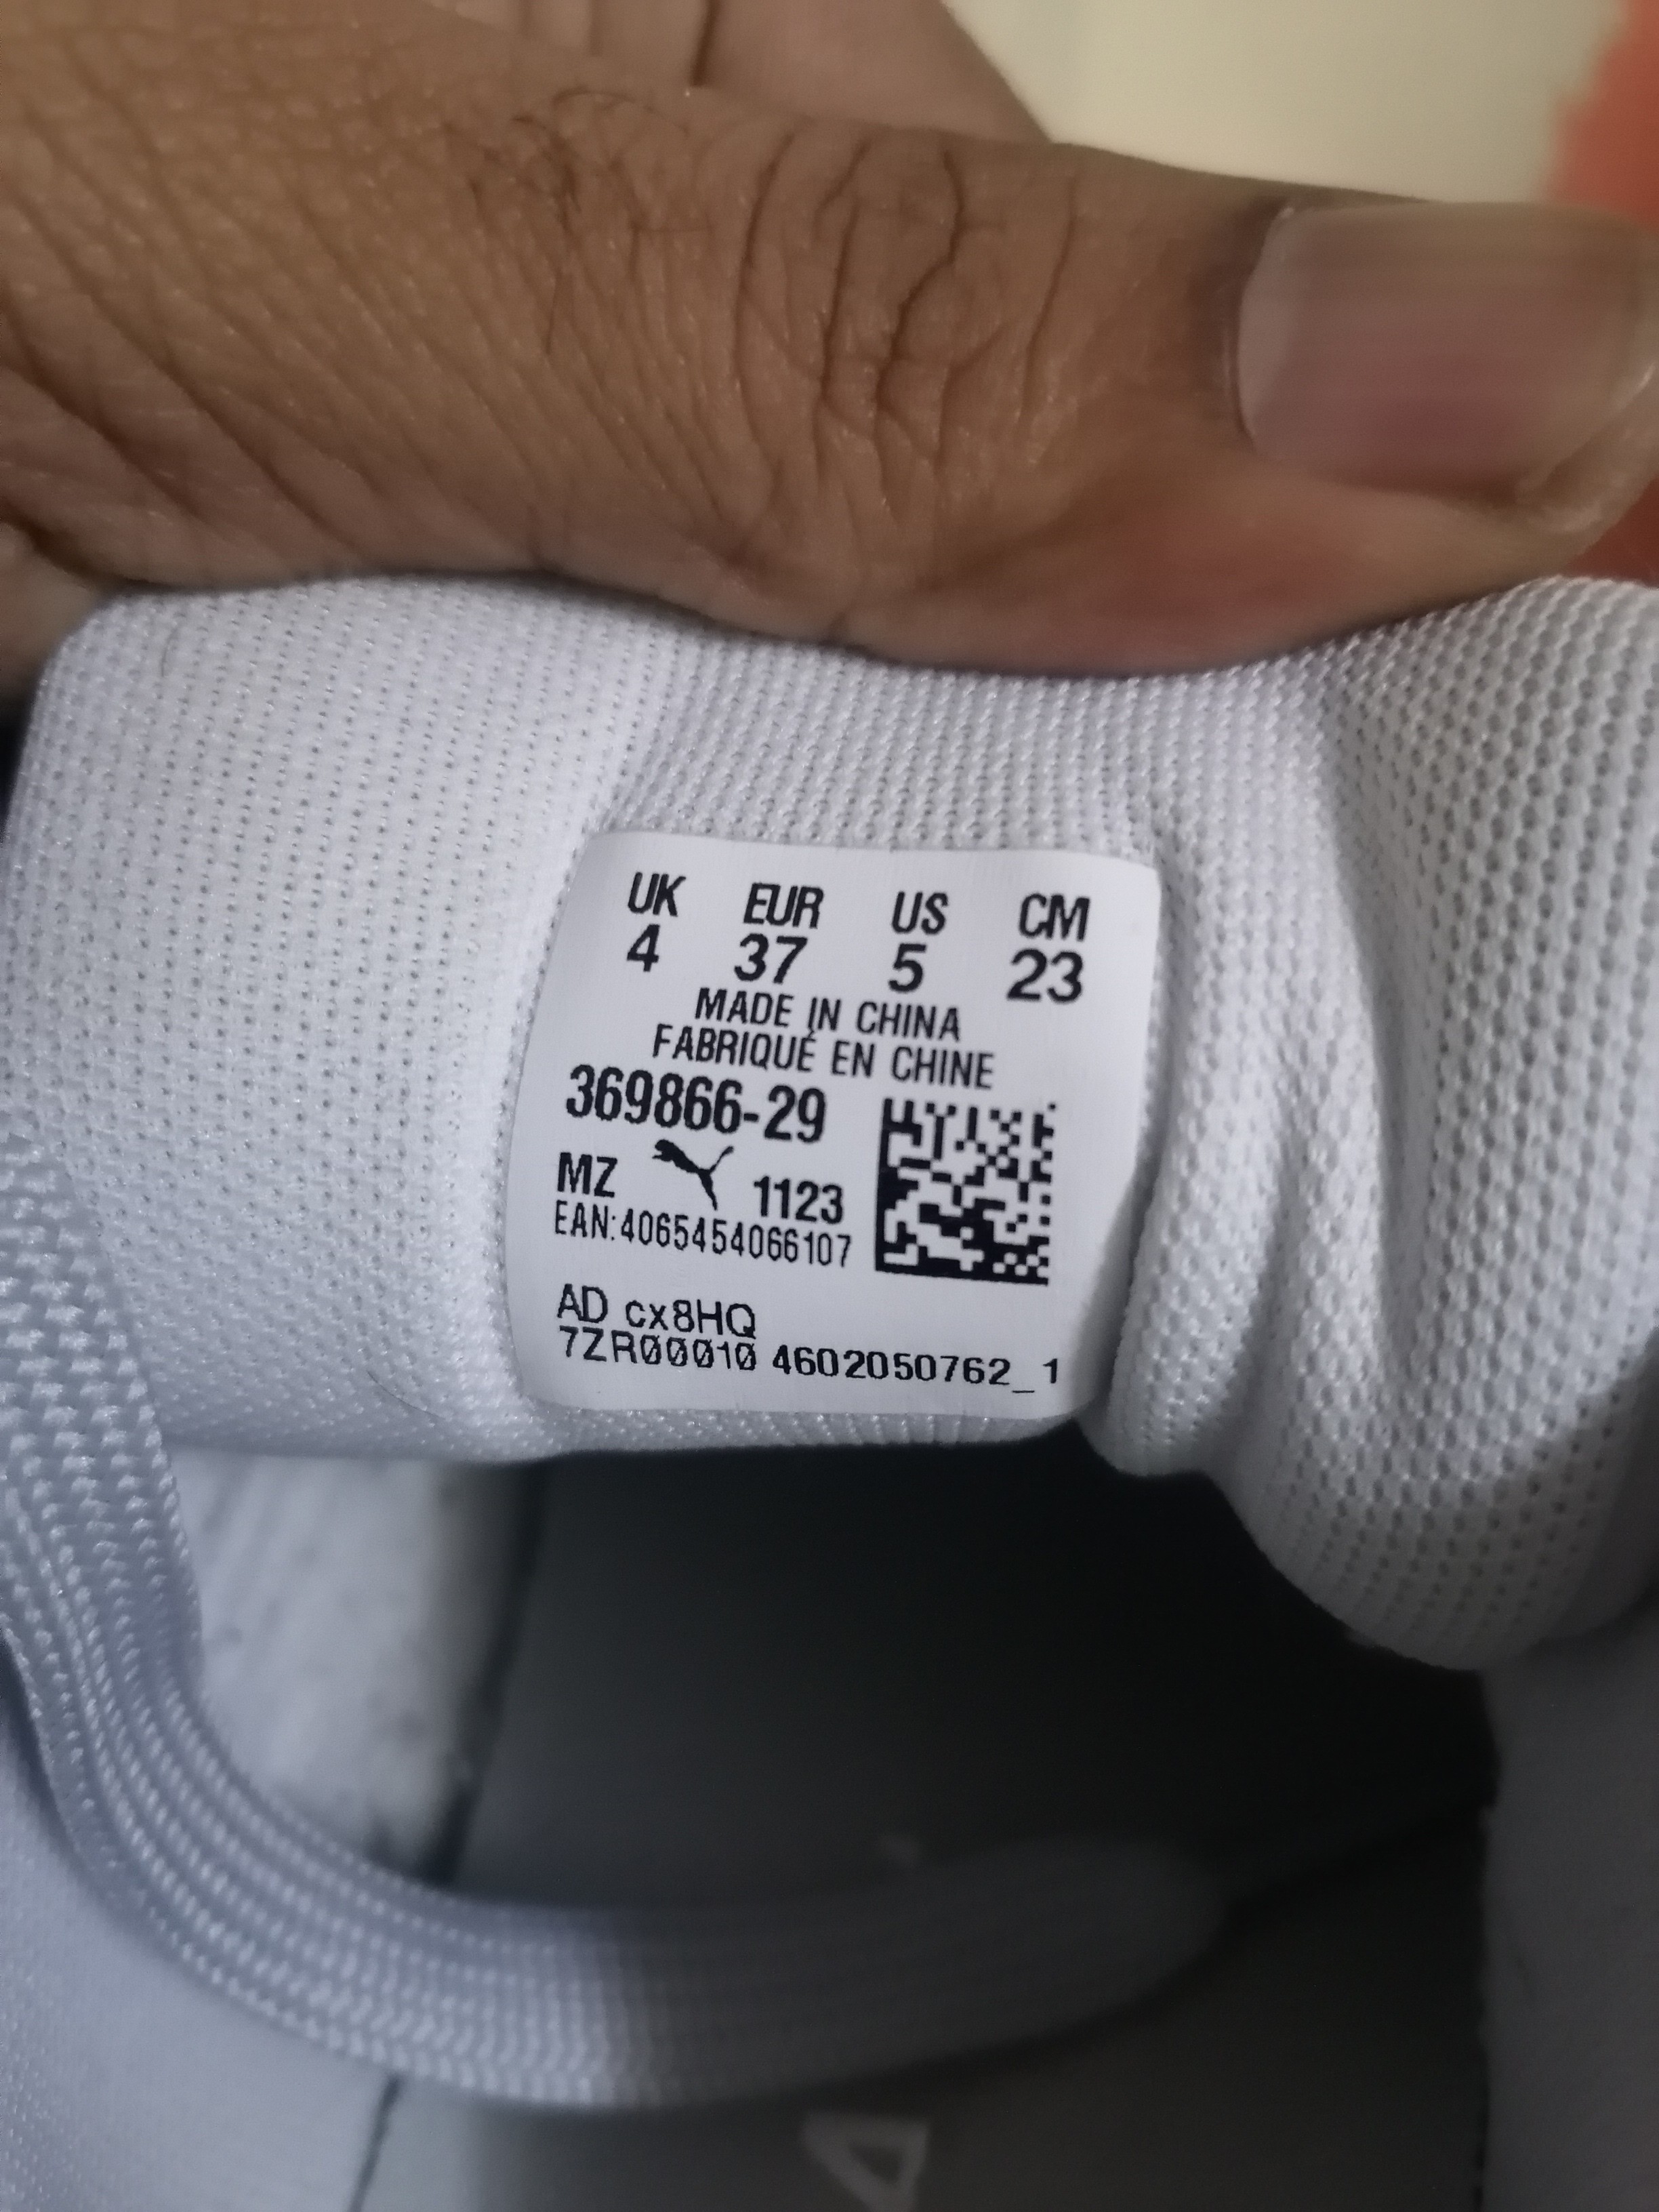 UK EUR US CM
4 37 5 23
MADE IN CHINA
FABRIQUÉ EN CHINE
369866-29
MZ 1123
EAN:4065454066107
AD cx8HQ
7ZR00010 4602050762_1